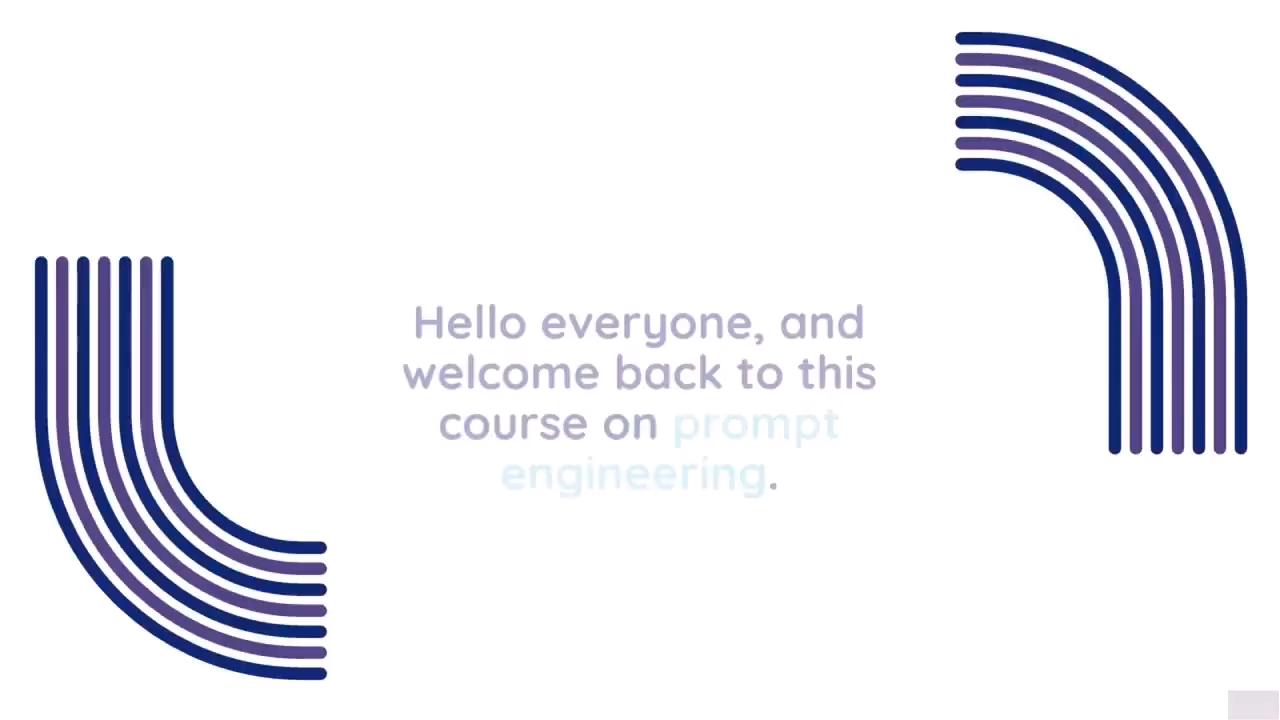 Hello everyone, and
welcome back to this
course on prompt
engineering.